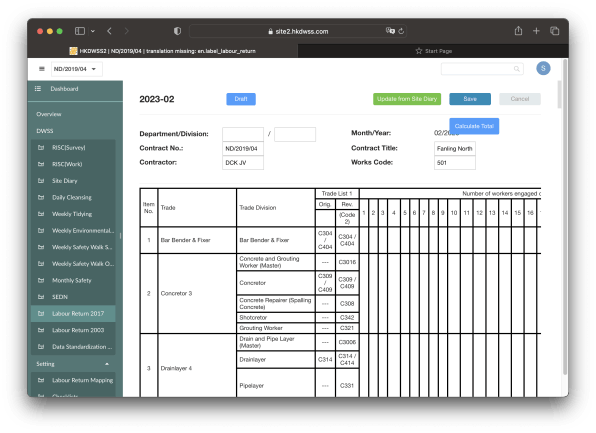 site2.hkdwss.com
HKDWSS2 | ND/2019/04 | translation missing: en.label_labour_return
Start Page
ND/2019/04
S
Dashboard
Overview
DWSS
RISC(Survey)
RISC(Work)
Site Diary
Daily Cleansing
Weekly Tidying
Weekly Environmental...
Weekly Safety Walk S...
Weekly Safety Walk O...
Monthly Safety
SEDN
Labour Return 2017
Labour Return 2003
Data Standardization ...
Setting
Labour Return Mapping
Checklists
2023-02
Draft
Update from Site Diary
Save
Cancel
Calculate Total
Department/Division: /
Month/Year: 02/2023
Contract No.: ND/2019/04
Contract Title: Fanling North
Contractor: DCK JV
Works Code: 501
Item No. Trade Trade Division Trade List 1 Number of workers engaged
Orig. Rev.
(Code 2) 1 2 3 4 5 6 7 8 9 10 11 12 13 14 15 16
1 Bar Bender & Fixer Bar Bender & Fixer C304 / C404 C304 / C404
2 Concretor 3 Concrete and Grouting Worker (Master) --- C3016
Concretor C309 / C409 C309 / C409
Concrete Repairer (Spalling Concrete) --- C308
Shotcretor --- C342
Grouting Worker --- C321
3 Drainlayer 4 Drain and Pipe Layer (Master) --- C3006
Drainlayer C314 C314 / C414
Pipelayer --- C331